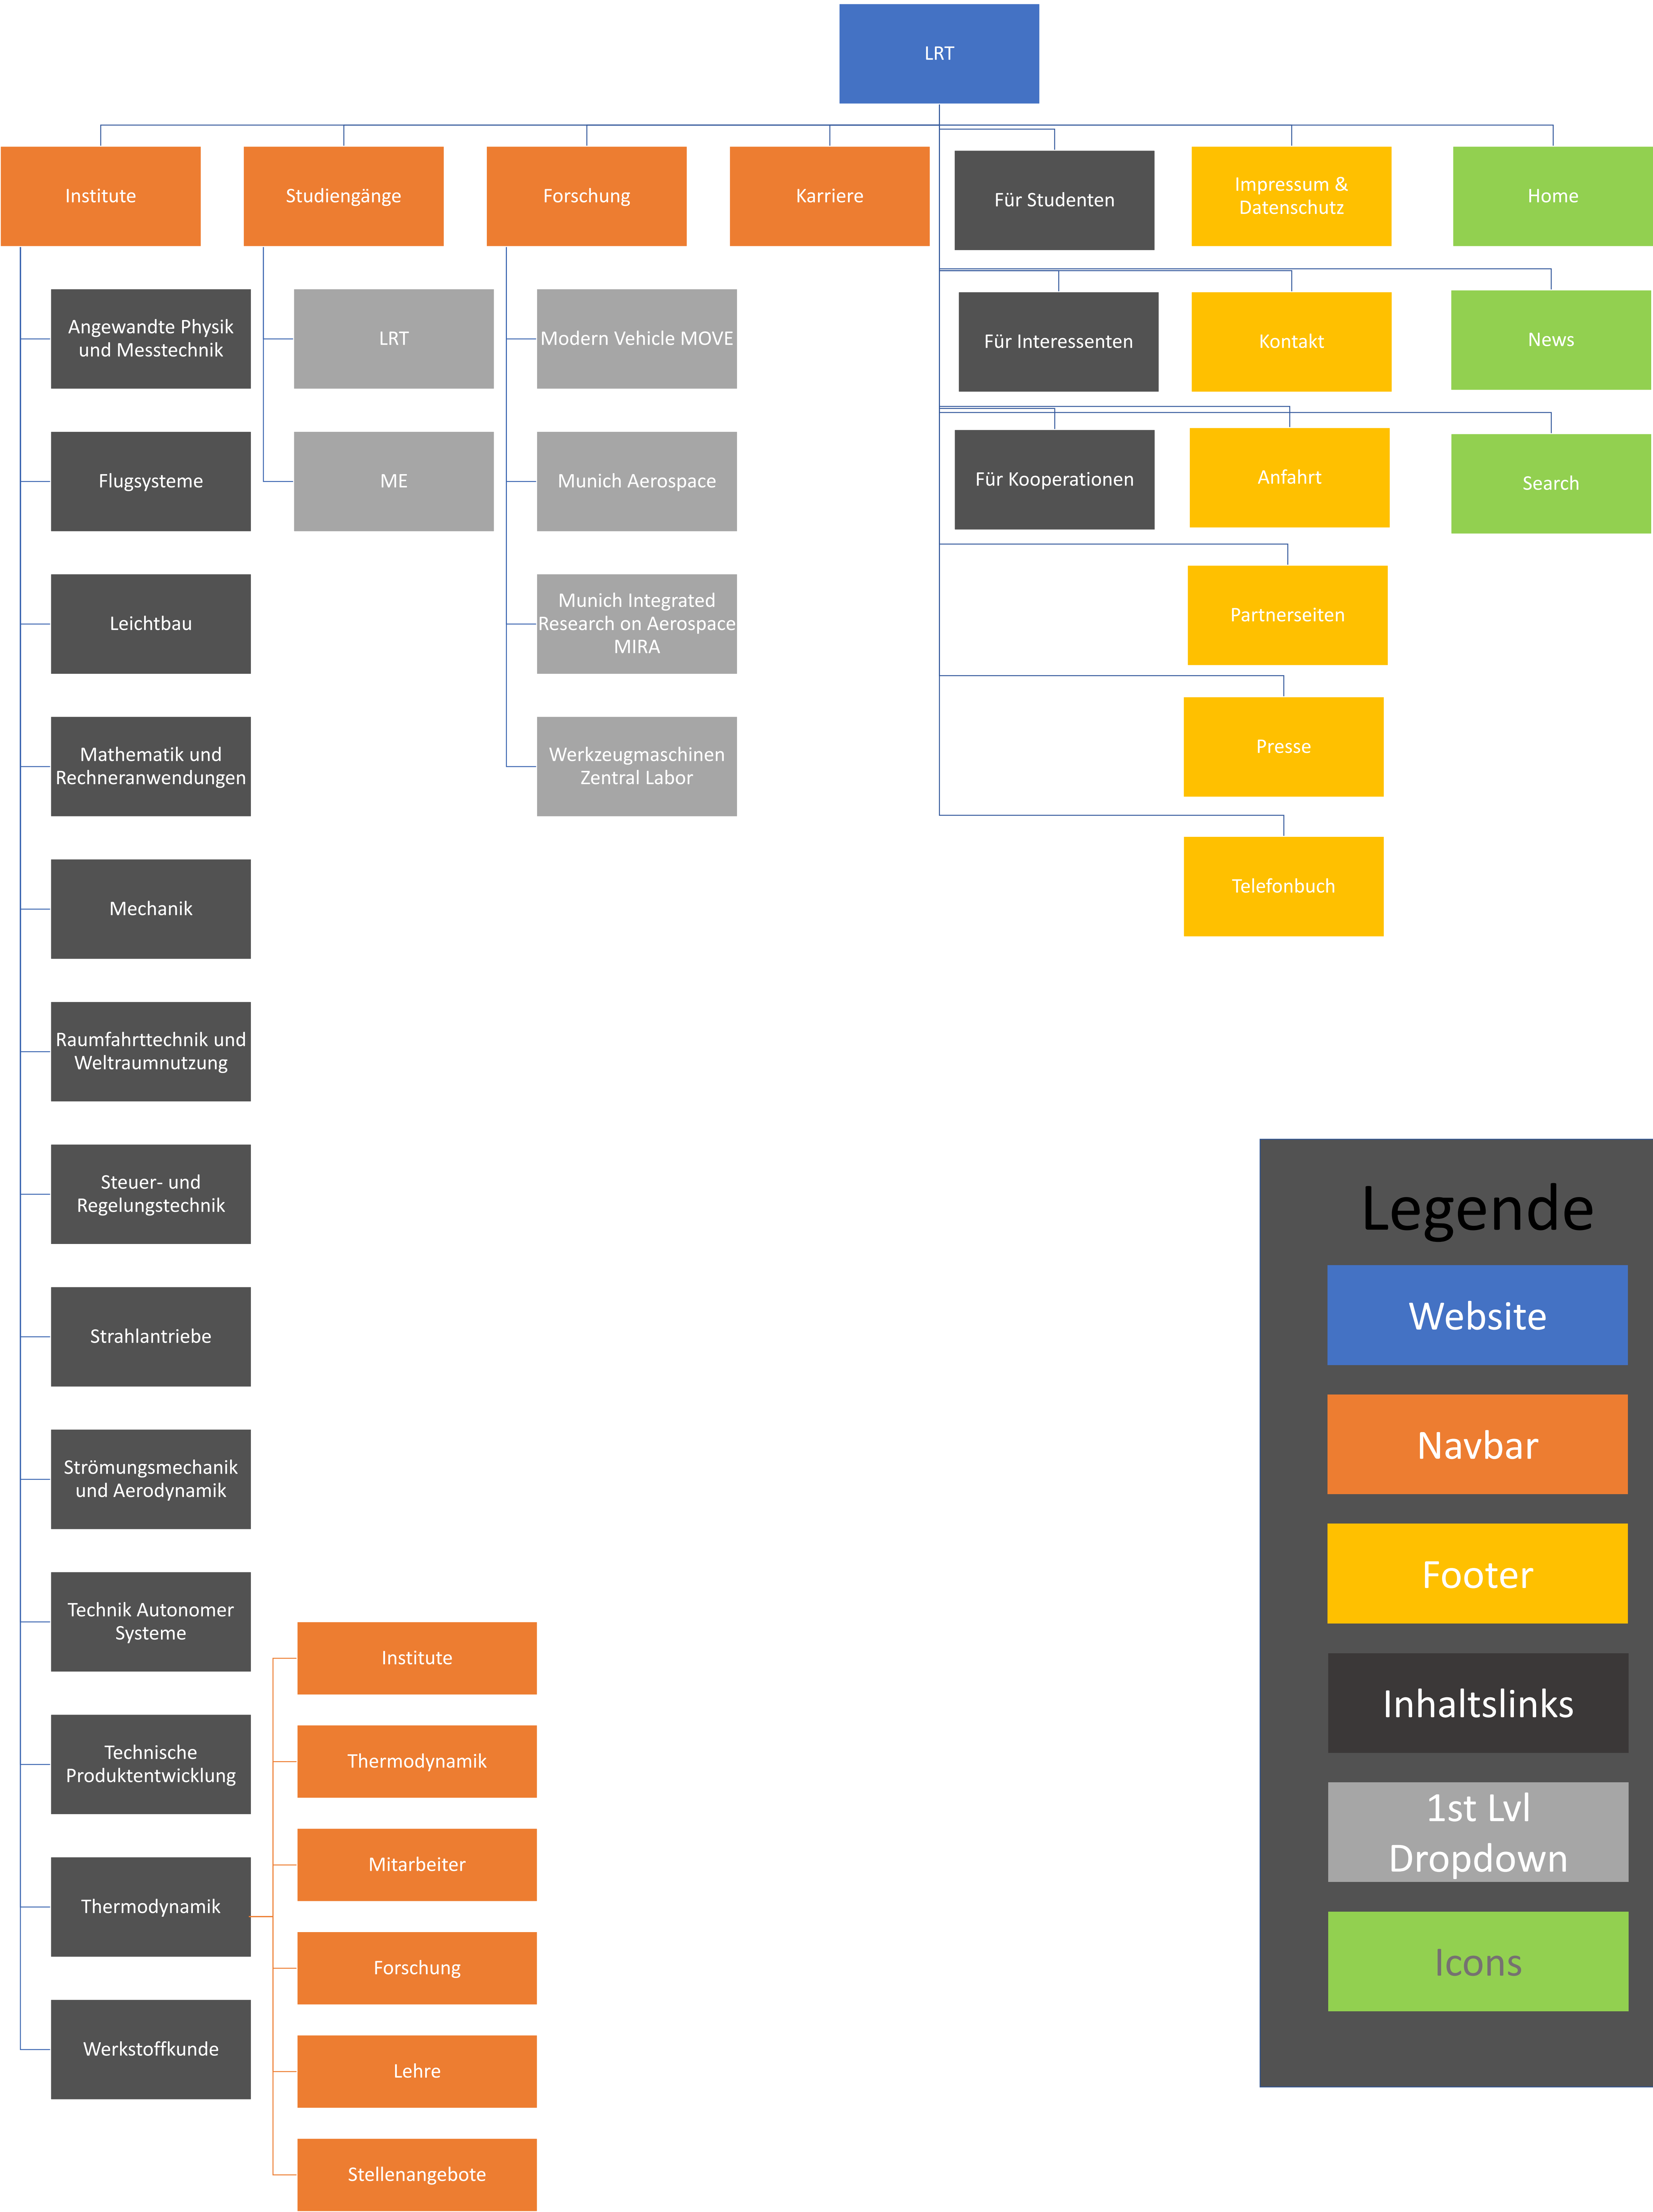 LRT
Institute
Studiengänge
Forschung
Karriere
Für Studenten
Impressum &
Datenschutz
Home
Angewandte Physik
und Messtechnik
LRT
Modern Vehicle MOVE
Für Interessenten
Kontakt
News
Flugsysteme
ME
Munich Aerospace
Für Kooperationen
Anfahrt
Search
Leichtbau
Munich Integrated
Research on Aerospace
MIRA
Partnerseiten
Mathematik und
Rechneranwendungen
Werkzeugmaschinen
Zentral Labor
Presse
Mechanik
Telefonbuch
Raumfahrttechnik und
Weltraumnutzung
Steuer- und
Regelungstechnik
Strahlantriebe
Strömungsmechanik
und Aerodynamik
Technik Autonomer
Systeme
Technische
Produktentwicklung
Thermodynamik
Werkstoffkunde
Institute
Thermodynamik
Mitarbeiter
Forschung
Lehre
Stellenangebote
Legende
Website
Navbar
Footer
Inhaltslinks
1st Lvl
Dropdown
Icons